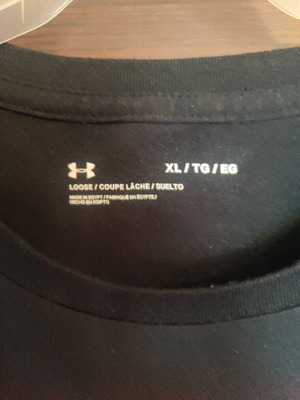 XL / TG / EG
LOOSE / COUPE LÂCHE / SUELTO
MADE IN EGYPT / FABRIQUÉ EN ÉGYPTE /
HECHO EN EGIPTO